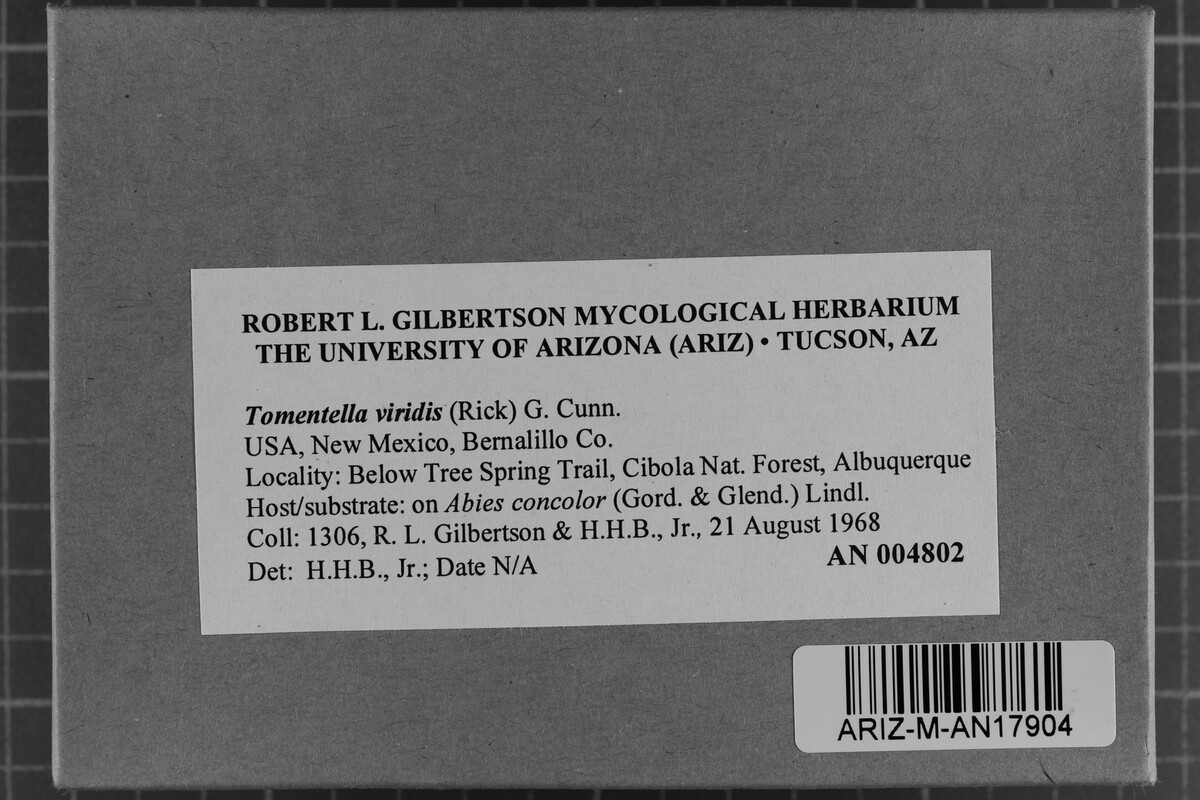 ROBERT L. GILBERTSON MYCOLOGICAL HERBARIUM
THE UNIVERSITY OF ARIZONA (ARIZ) • TUCSON, AZ
Tomentella viridis (Rick) G. Cunn.
USA, New Mexico, Bernalillo Co.
Locality: Below Tree Spring Trail, Cibola Nat. Forest, Albuquerque
Host/substrate: on Abies concolor (Gord. & Glend.) Lindl.
Coll: 1306, R. L. Gilbertson & H.H.B., Jr., 21 August 1968
Det: H.H.B., Jr.; Date N/A
AN 004802
ARIZ-M-AN17904